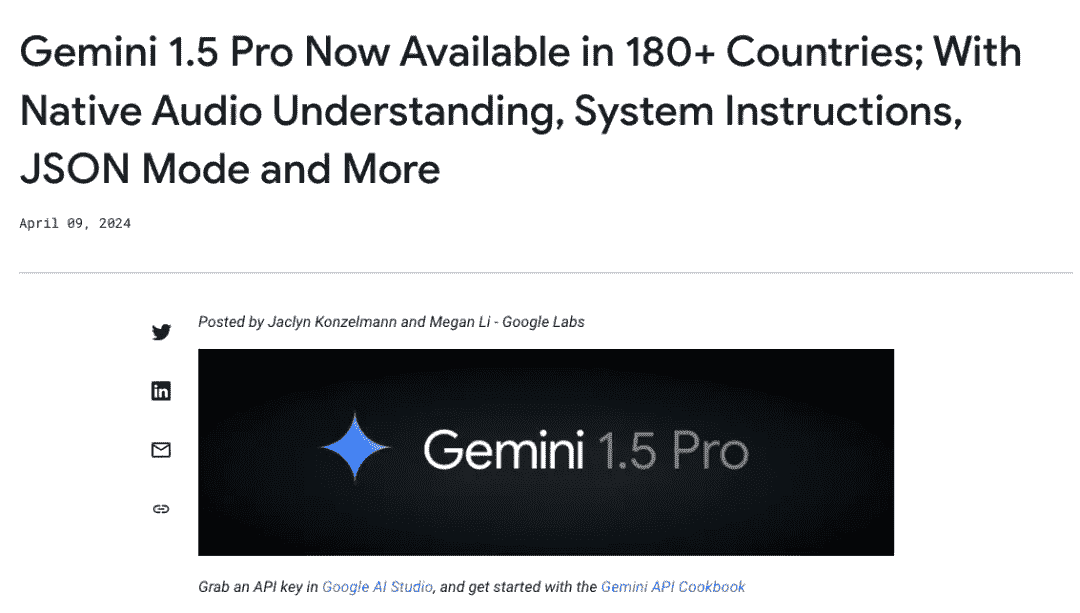 Gemini 1.5 Pro Now Available in 180+ Countries; With
Native Audio Understanding, System Instructions,
JSON Mode and More
April 09, 2024
Posted by Jaclyn Konzelmann and Megan Li - Google Labs
in
Gemini 1.5 Pro
Grab an API key in Google AI Studio, and get started with the Gemini API Cookbook